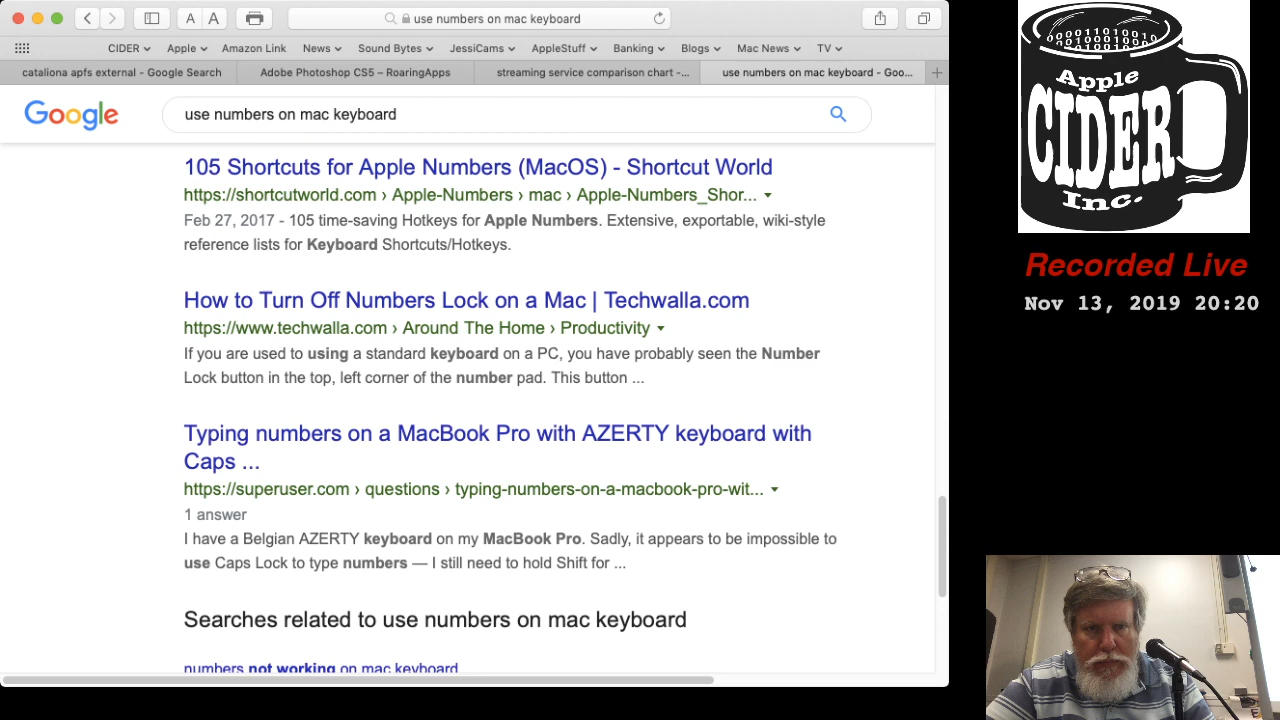 A A
use numbers on mac keyboard
CIDER Apple Amazon Link News Sound Bytes JessiCams AppleStuff Banking Blogs Mac News TV
cataliona apfs external - Google Search
Adobe Photoshop CS5 – RoaringApps
streaming service comparison chart -...
use numbers on mac keyboard - Goo...
Google
use numbers on mac keyboard
105 Shortcuts for Apple Numbers (MacOS) - Shortcut World
https://shortcutworld.com › Apple-Numbers › mac › Apple-Numbers_Shor...
Feb 27, 2017 - 105 time-saving Hotkeys for Apple Numbers. Extensive, exportable, wiki-style
reference lists for Keyboard Shortcuts/Hotkeys.
How to Turn Off Numbers Lock on a Mac | Techwalla.com
https://www.techwalla.com › Around The Home › Productivity
If you are used to using a standard keyboard on a PC, you have probably seen the Number
Lock button in the top, left corner of the number pad. This button ...
Typing numbers on a MacBook Pro with AZERTY keyboard with
Caps ...
https://superuser.com › questions › typing-numbers-on-a-macbook-pro-wit...
1 answer
I have a Belgian AZERTY keyboard on my MacBook Pro. Sadly, it appears to be impossible to
use Caps Lock to type numbers — I still need to hold Shift for ...
Searches related to use numbers on mac keyboard
numbers not working on mac keyboard
Apple
CIDER
Inc.
Recorded Live
Nov 13, 2019 20:20